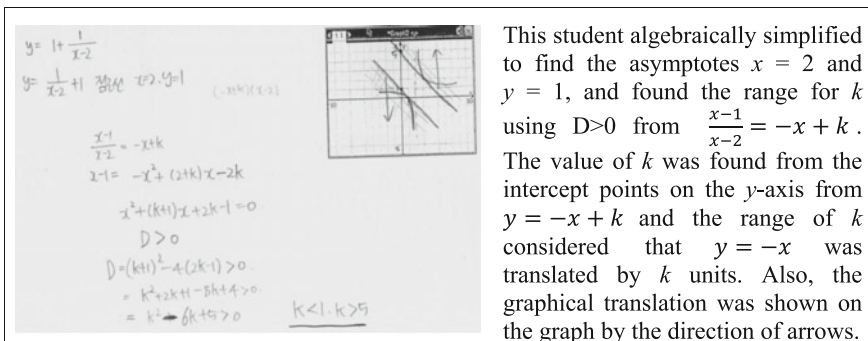 y= 1+ 1/(x-2)
y= 1/(x-2) +1 점근선 x=2. y=1
(-x+k)(x-2)
(x-1)/(x-2) = -x+k
x-1= -x²+(2+k)x-2k
x²+(k+1)x+2k-1=0
D>0
D=(k+1)²-4(2k-1)>0.
= k²+2k+1-8k+4>0.
= k²-6k+5>0
k<1. k>5
1.1
This student algebraically simplified
to find the asymptotes x = 2 and
y = 1, and found the range for k
using D>0 from (x-1)/(x-2) = -x + k .
The value of k was found from the
intercept points on the y-axis from
y = -x + k and the range of k
considered that y = -x was
translated by k units. Also, the
graphical translation was shown on
the graph by the direction of arrows.